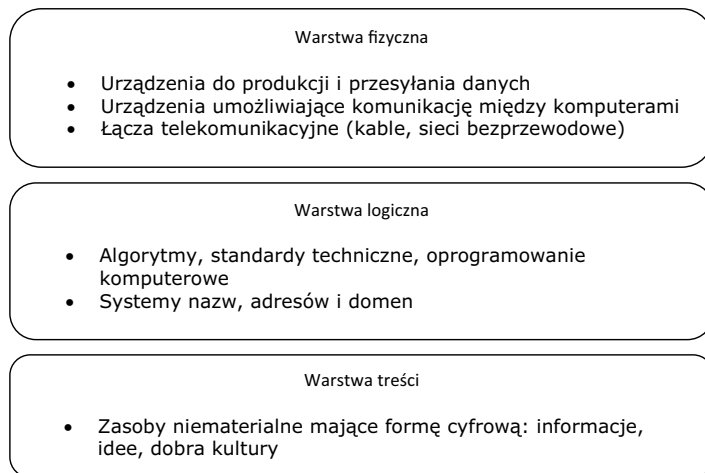 Warstwa fizyczna
• Urządzenia do produkcji i przesyłania danych
• Urządzenia umożliwiające komunikację między komputerami
• Łącza telekomunikacyjne (kable, sieci bezprzewodowe)
Warstwa logiczna
• Algorytmy, standardy techniczne, oprogramowanie
komputerowe
• Systemy nazw, adresów i domen
Warstwa treści
• Zasoby niematerialne mające formę cyfrową: informacje,
idee, dobra kultury